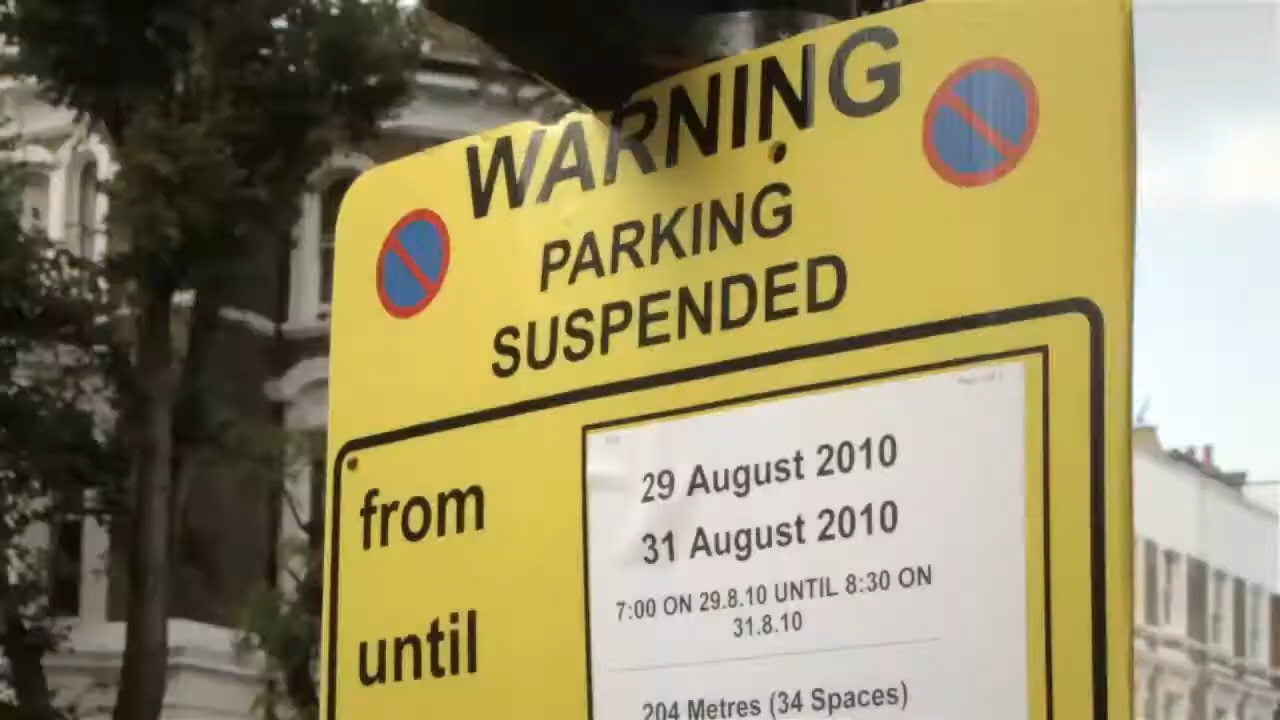 WARNING
PARKING
SUSPENDED
from
29 August 2010
31 August 2010
7:00 ON 29.8.10 UNTIL 8:30 ON
31.8.10
until
204 Metres (34 Spaces)